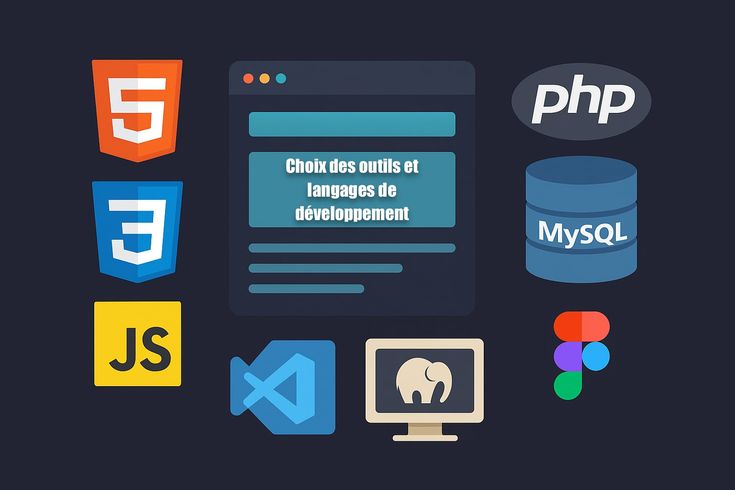 5
php
Choix des outils et
langages de
développement
3
MySQL
JS